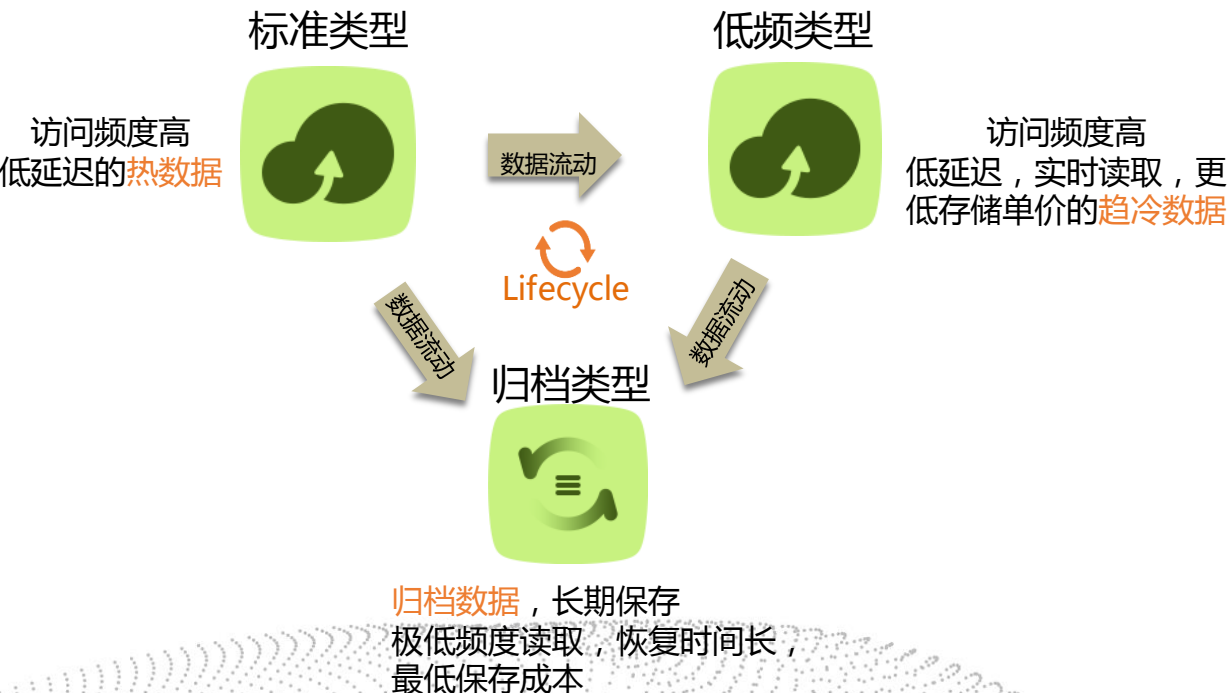 标准类型
低频类型
访问频度高
低延迟的热数据
数据流动
访问频度高
低延迟，实时读取，更
低存储单价的趋冷数据
Lifecycle
数据流动
数据流动
归档类型
归档数据，长期保存
极低频度读取，恢复时间长，
最低保存成本